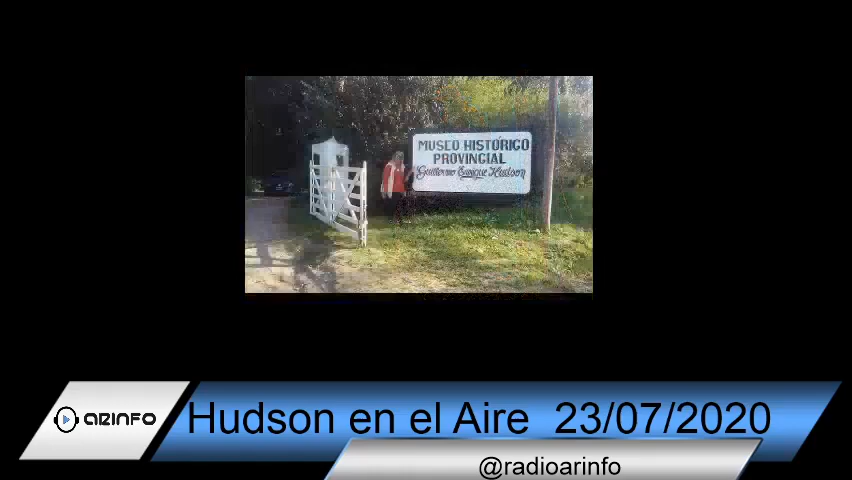 MUSEO HISTÓRICO
PROVINCIAL
Guillermo Enrique Hudson
ARINFO
Hudson en el Aire 23/07/2020
@radioarinfo